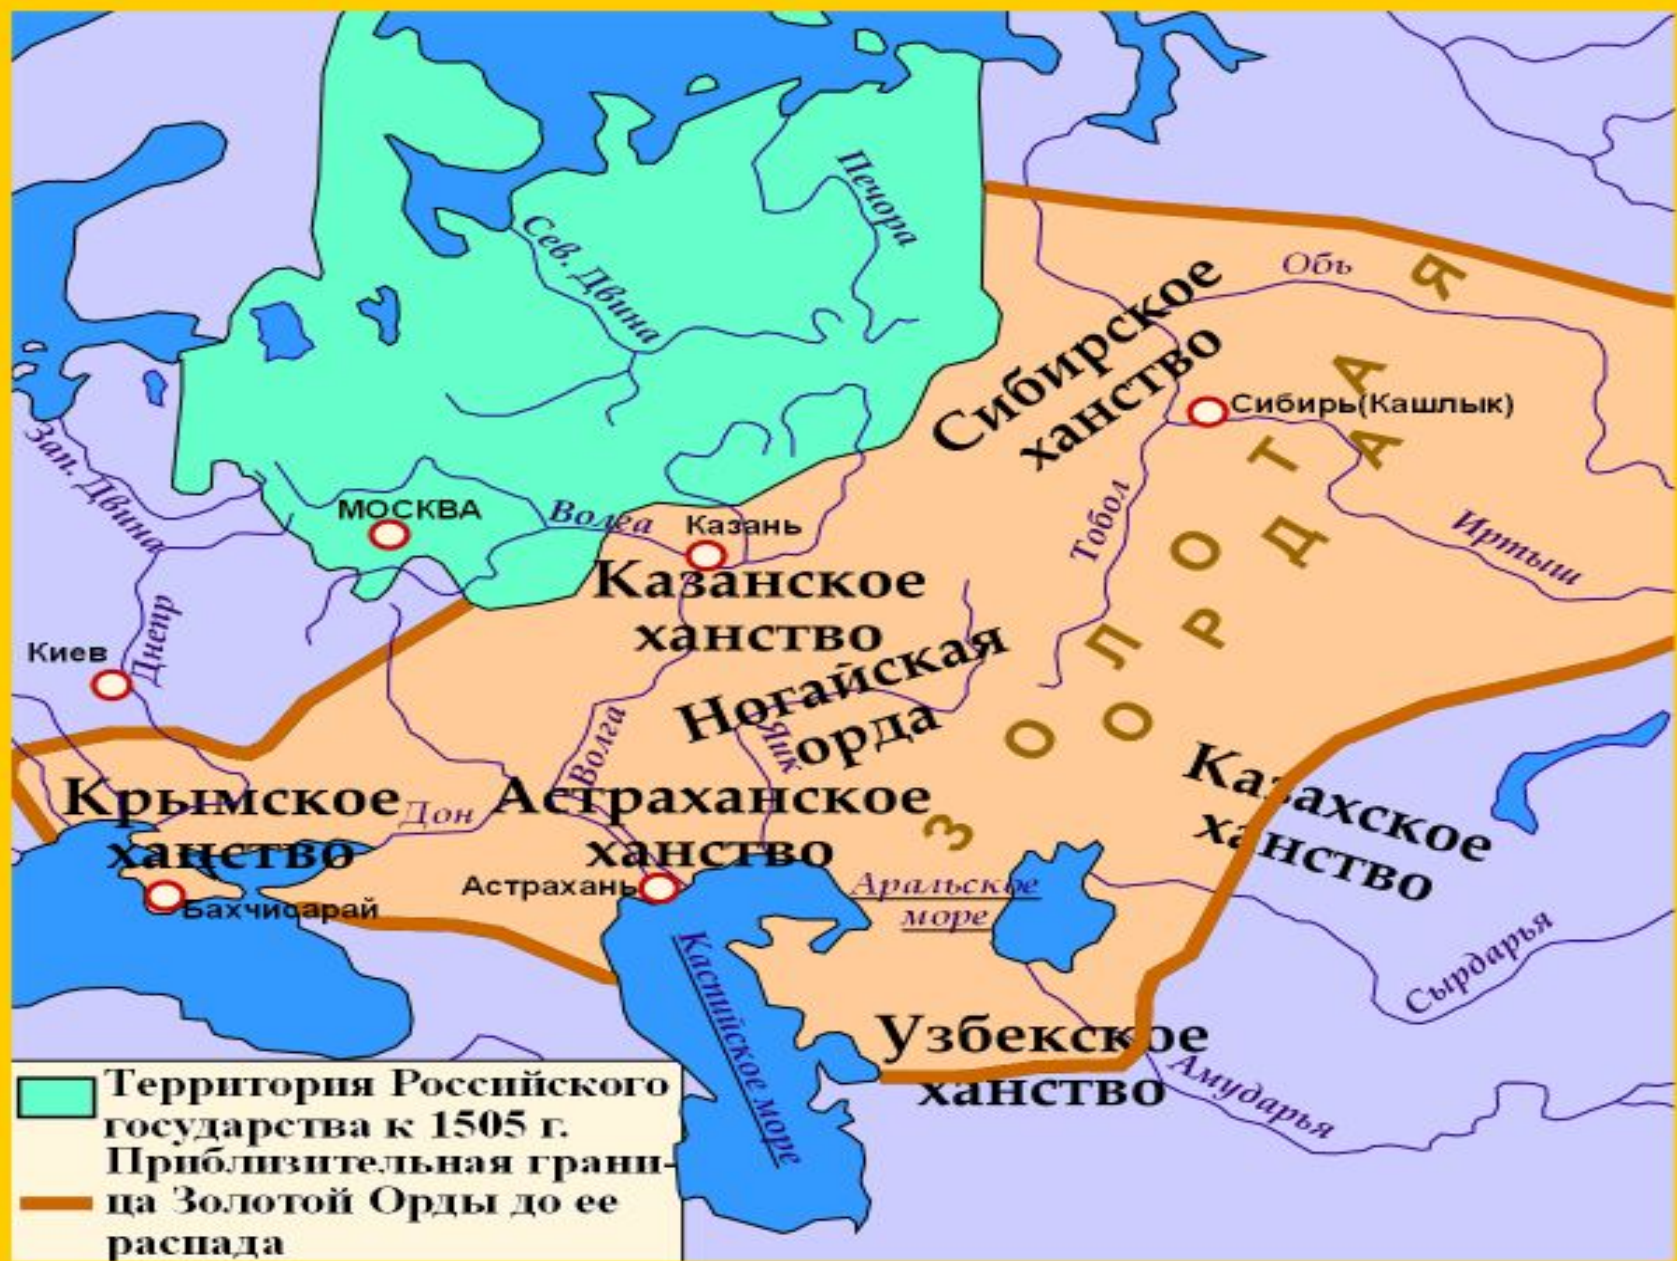 Печора
Сев. Двина
Обь
Сибирское
ханство
Сибирь(Кашлык)
ЗОЛОТАЯ
ОРДА
Зап. Двина
МОСКВА
Волга
Казань
Казанское
ханство
Тобол
Иртыш
Киев
Днепр
Ногайская
орда
Волга
Яик
Крымское
ханство
Дон
Астраханское
ханство
Казахское
ханство
Астрахань
Бахчисарай
Аральское
море
Каспийское море
Сырдарья
Узбекское
ханство
Амударья
Территория Российского
государства к 1505 г.
Приблизительная грани-
ца Золотой Орды до ее
распада